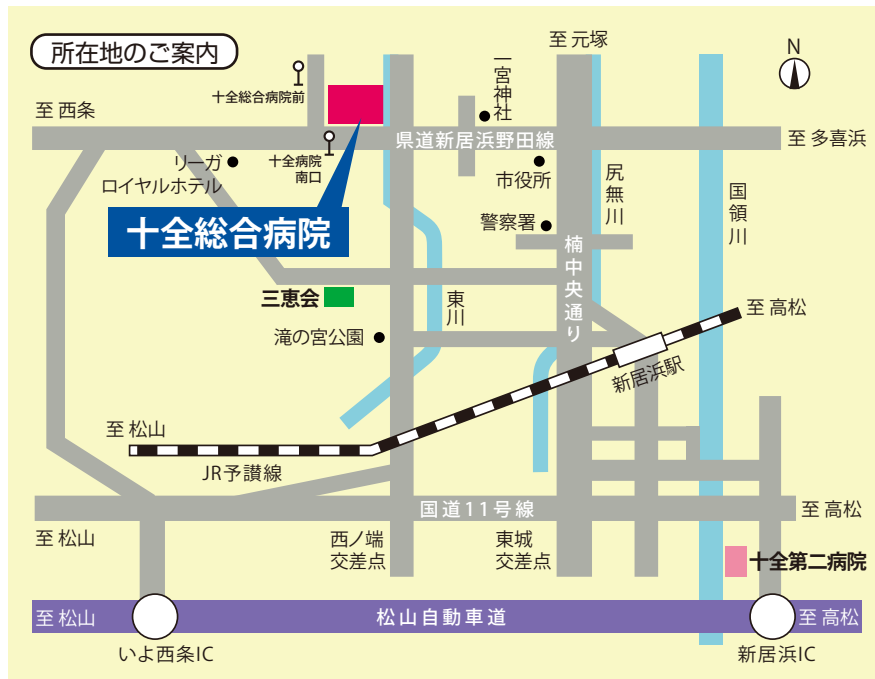 所在地のご案内
至 元塚
N
十全総合病院前
一宮神社
至 西条
県道新居浜野田線
至 多喜浜
リーガ
ロイヤルホテル
十全病院
南口
市役所
尻無川
国領川
十全総合病院
警察署
楠中央通り
三恵会
東川
至 高松
滝の宮公園
新居浜駅
至 松山
JR予讃線
国道11号線
至 高松
至 松山
西ノ端
交差点
東城
交差点
十全第二病院
至 松山
松山自動車道
至 高松
いよ西条IC
新居浜IC